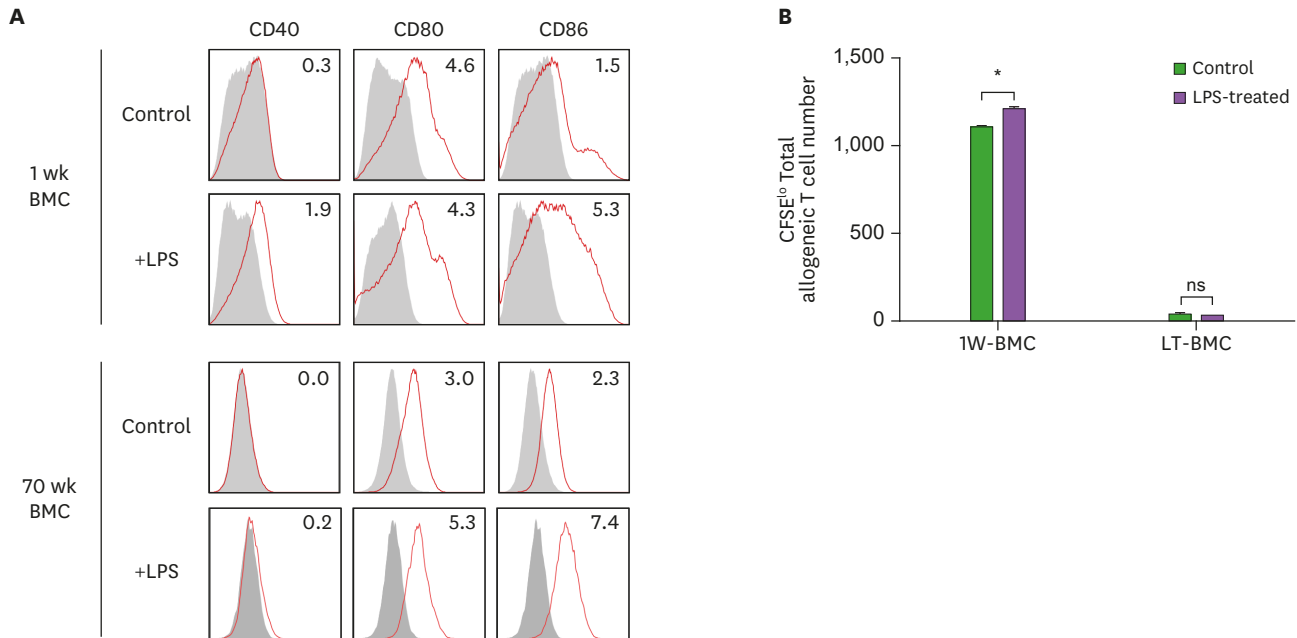 A
CD40 CD80 CD86
1 wk
BMC
Control
0.3 4.6 1.5
+LPS
1.9 4.3 5.3
70 wk
BMC
Control
0.0 3.0 2.3
+LPS
0.2 5.3 7.4
B
CFSEˡᵒ Total
allogeneic T cell number
1,500
1,000
500
0
*
ns
Control
LPS-treated
1W-BMC LT-BMC